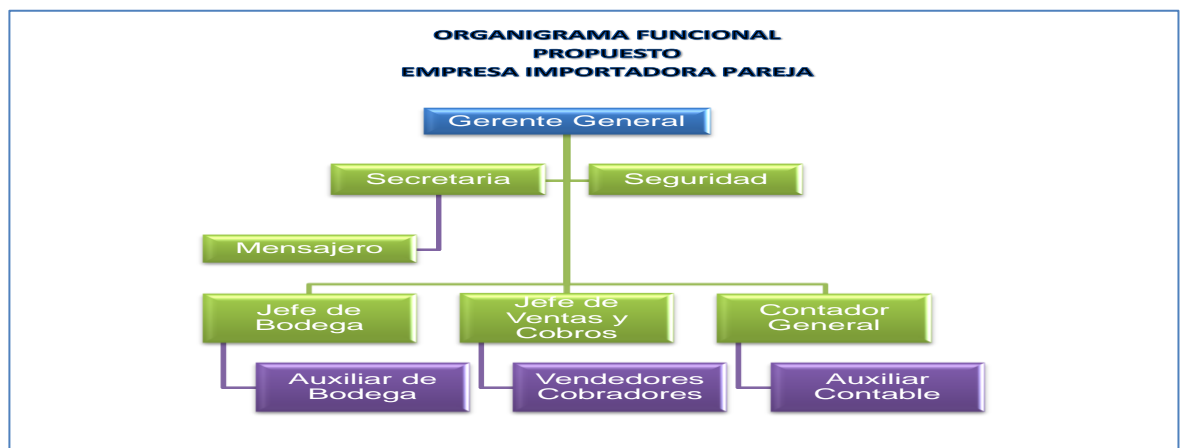 ORGANIGRAMA FUNCIONAL
PROPUESTO
EMPRESA IMPORTADORA PAREJA
Gerente General
Secretaria
Seguridad
Mensajero
Jefe de
Bodega
Jefe de
Ventas y
Cobros
Contador
General
Auxiliar de
Bodega
Vendedores
Cobradores
Auxiliar
Contable